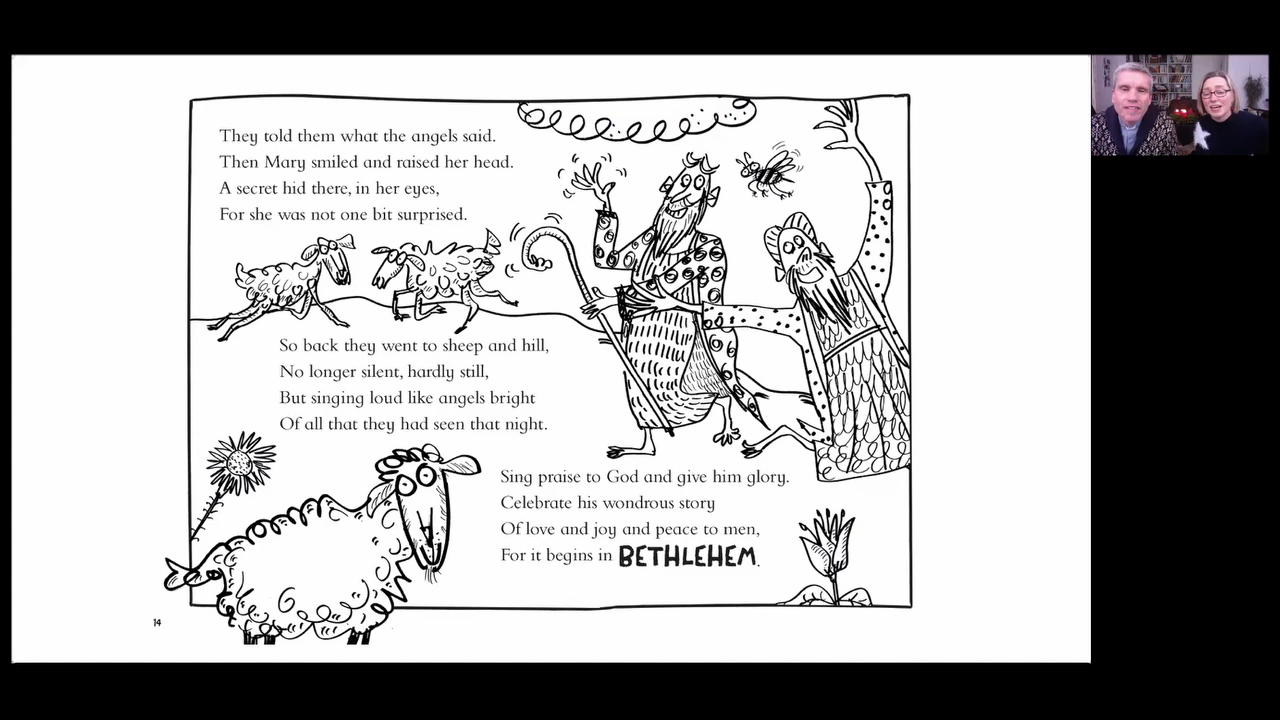 They told them what the angels said.
Then Mary smiled and raised her head.
A secret hid there, in her eyes,
For she was not one bit surprised.
So back they went to sheep and hill,
No longer silent, hardly still,
But singing loud like angels bright
Of all that they had seen that night.
Sing praise to God and give him glory.
Celebrate his wondrous story
Of love and joy and peace to men,
For it begins in BETHLEHEM.
14